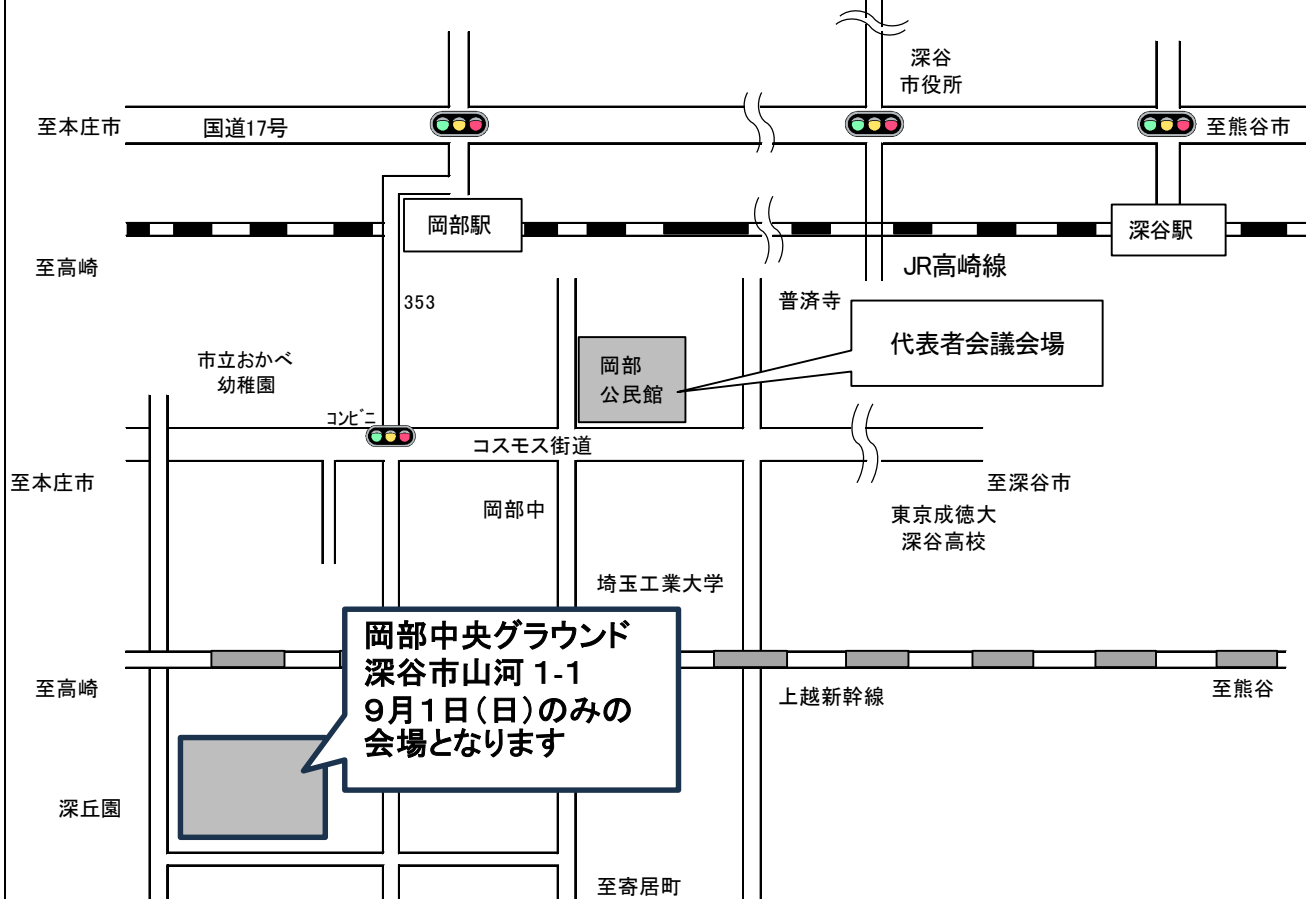 深谷
市役所
至本庄市
国道17号
至熊谷市
岡部駅
深谷駅
至高崎
JR高崎線
353
普済寺
代表者会議会場
岡部
公民館
市立おかべ
幼稚園
コンビニ
コスモス街道
至本庄市
至深谷市
岡部中
東京成徳大
深谷高校
埼玉工業大学
岡部中央グラウンド
深谷市山河 1-1
9月1日(日)のみの
会場となります
至高崎
上越新幹線
至熊谷
深丘園
至寄居町